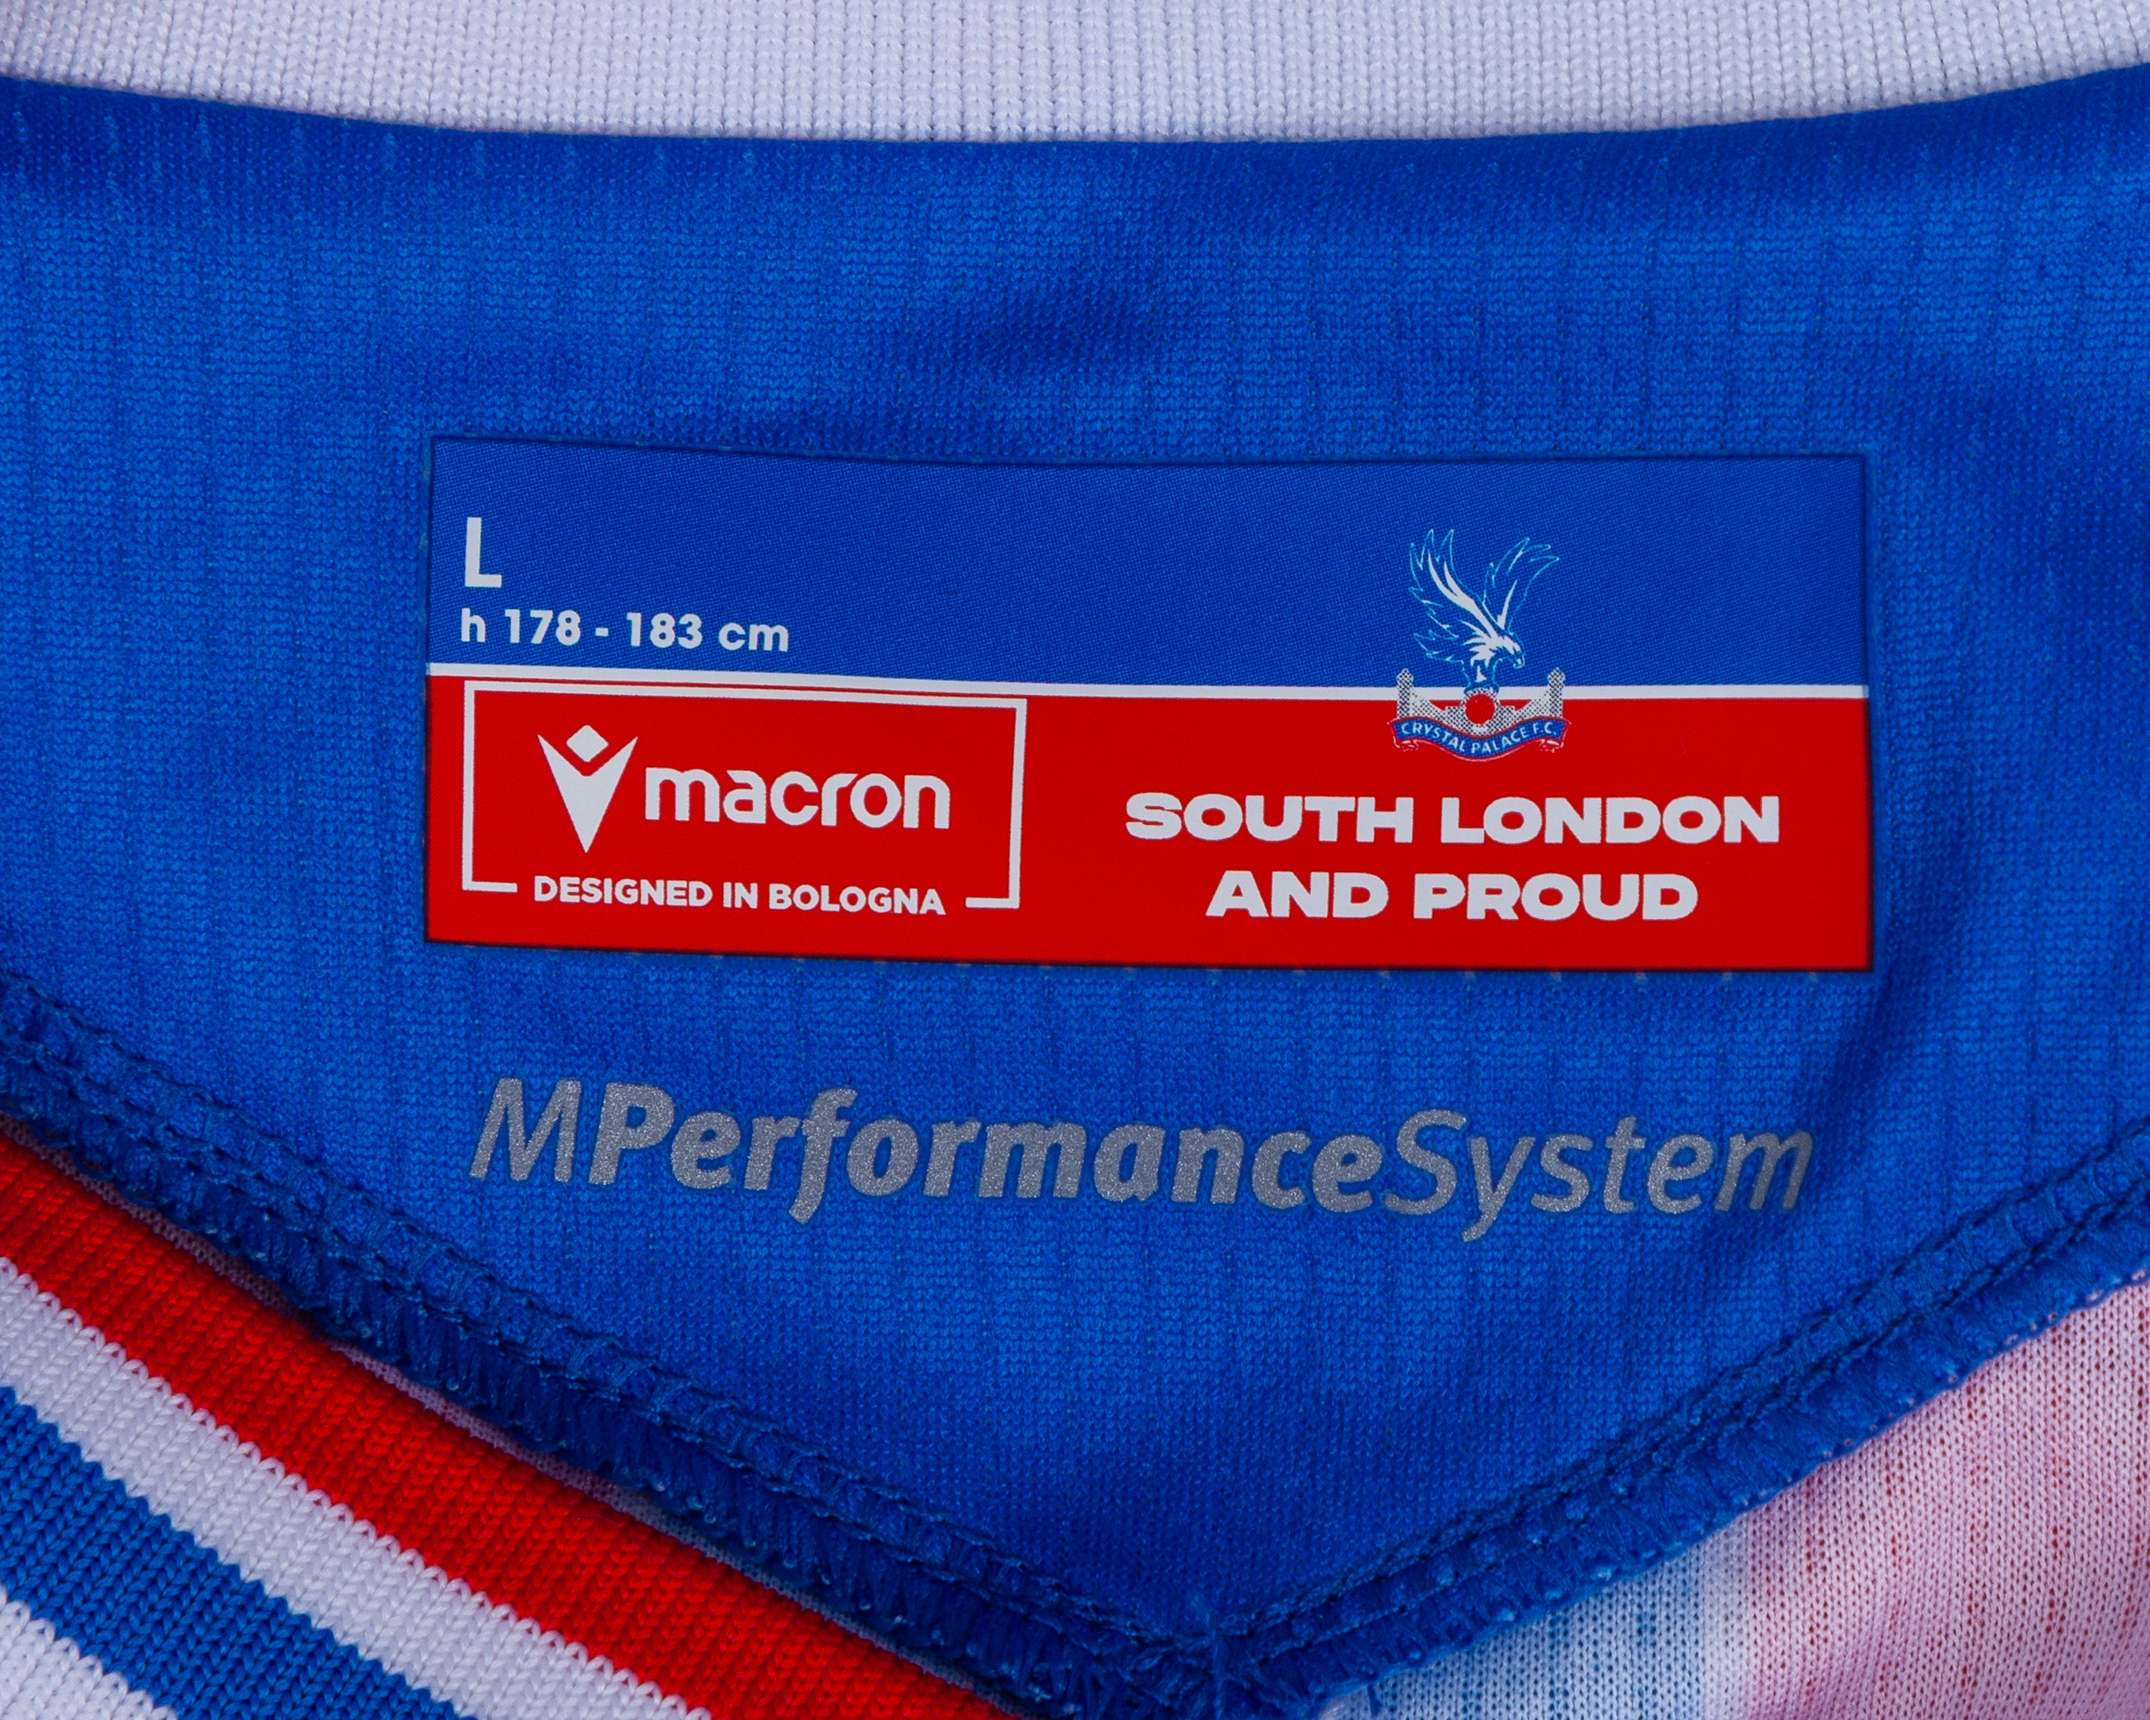 L
h 178 - 183 cm
macron
DESIGNED IN BOLOGNA
CRYSTAL PALACE F.C.
SOUTH LONDON
AND PROUD
MPerformanceSystem